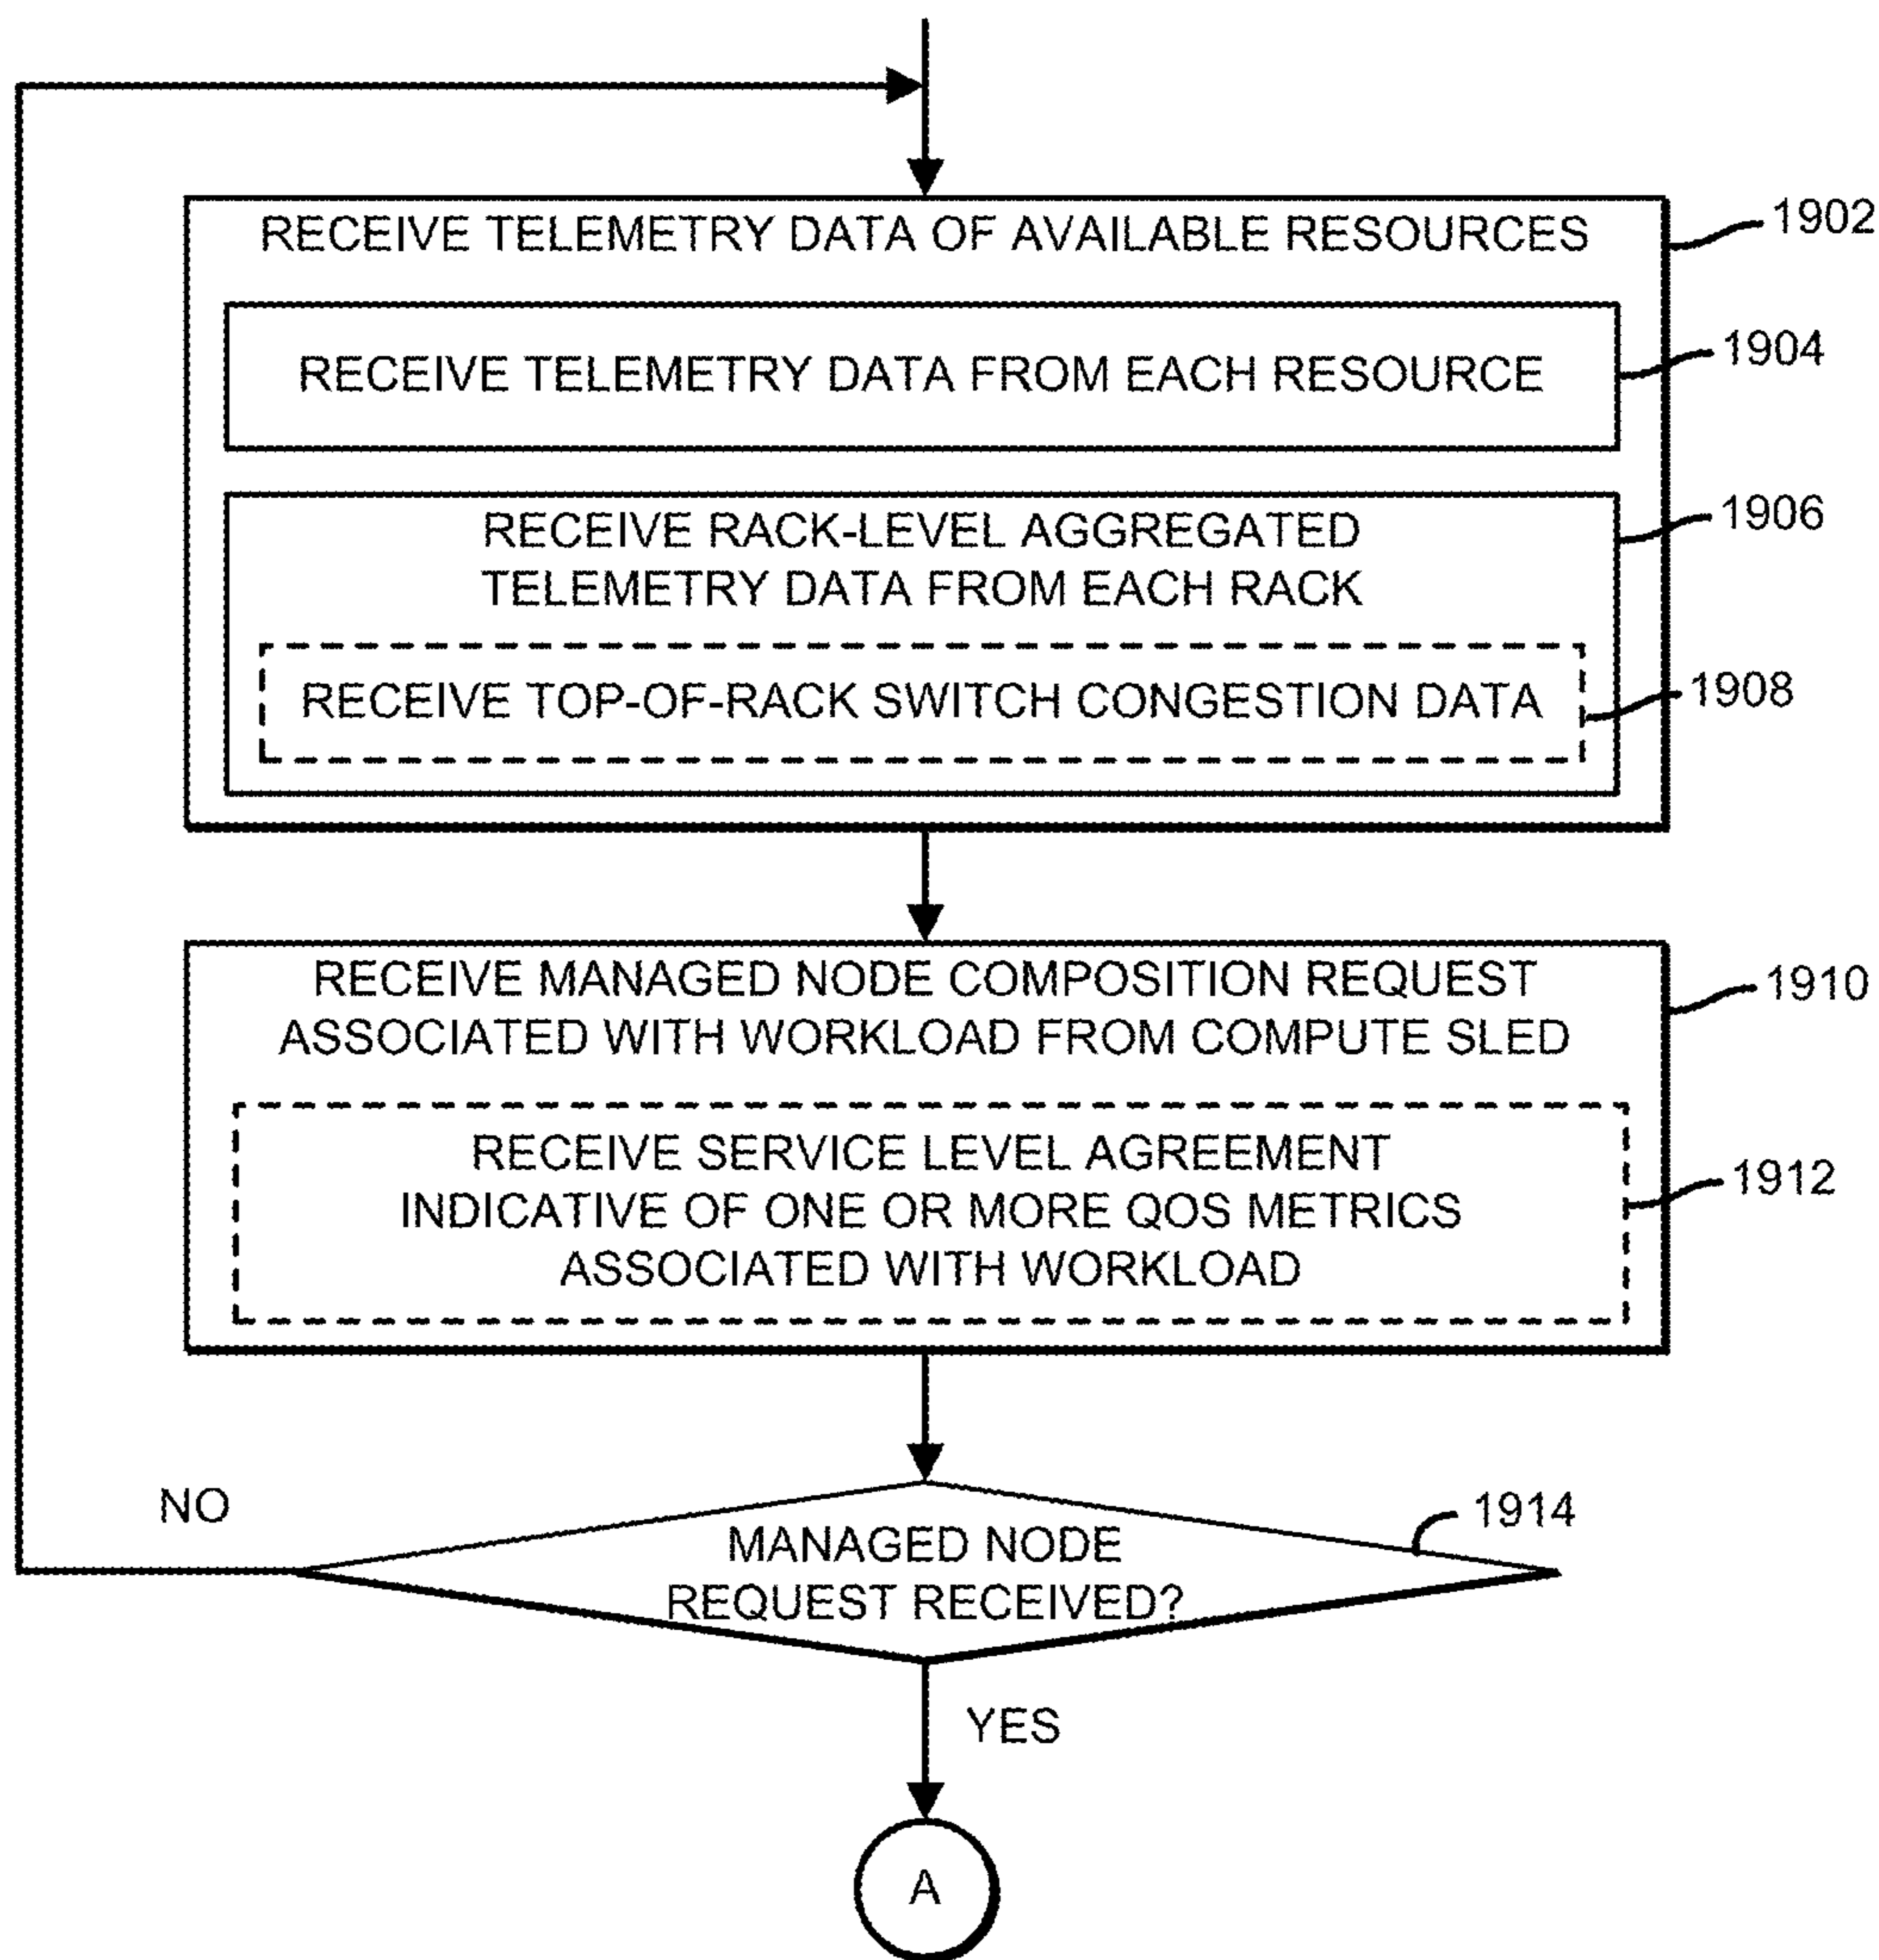 RECEIVE TELEMETRY DATA OF AVAILABLE RESOURCES
1902
RECEIVE TELEMETRY DATA FROM EACH RESOURCE
1904
RECEIVE RACK-LEVEL AGGREGATED
TELEMETRY DATA FROM EACH RACK
1906
RECEIVE TOP-OF-RACK SWITCH CONGESTION DATA
1908
RECEIVE MANAGED NODE COMPOSITION REQUEST
ASSOCIATED WITH WORKLOAD FROM COMPUTE SLED
1910
RECEIVE SERVICE LEVEL AGREEMENT
INDICATIVE OF ONE OR MORE QOS METRICS
ASSOCIATED WITH WORKLOAD
1912
NO
MANAGED NODE
REQUEST RECEIVED?
1914
YES
A